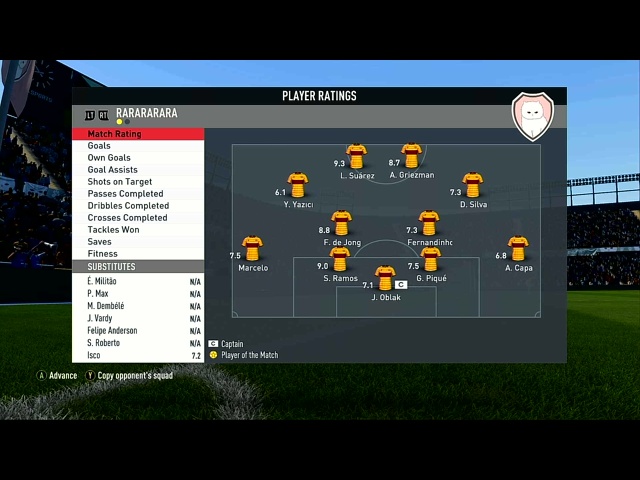 PLAYER RATINGS
LT RT RARARARARA
Match Rating
Goals
Own Goals
Goal Assists
Shots on Target
Passes Completed
Dribbles Completed
Crosses Completed
Tackles Won
Saves
Fitness
SUBSTITUTES
É. Militão N/A
P. Max N/A
M. Dembélé N/A
J. Vardy N/A
Felipe Anderson N/A
S. Roberto N/A
Isco 7.2
9.3 L. Suárez
8.7 A. Griezman
6.1 Y. Yazıcı
7.3 D. Silva
8.8 F. de Jong
7.3 Fernandinho
7.5 Marcelo
9.0 S. Ramos
7.5 G. Piqué
6.8 A. Capa
7.1 C J. Oblak
C Captain
Player of the Match
A Advance Y Copy opponent's squad